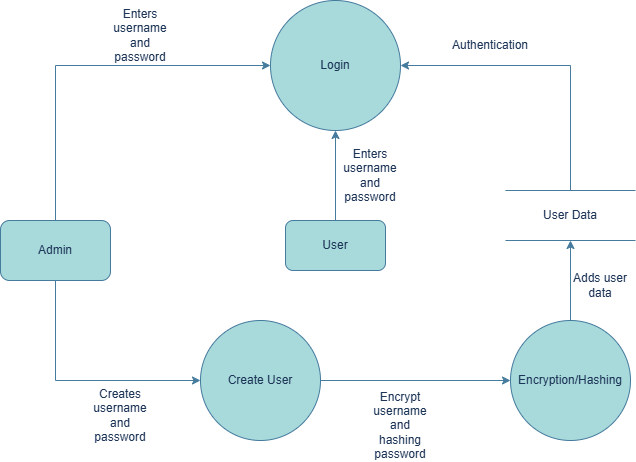 Enters
username
and
password
Login
Authentication
Enters
username
and
password
User Data
Admin
User
Adds user
data
Create User
Encryption/Hashing
Creates
username
and
password
Encrypt
username
and
hashing
password